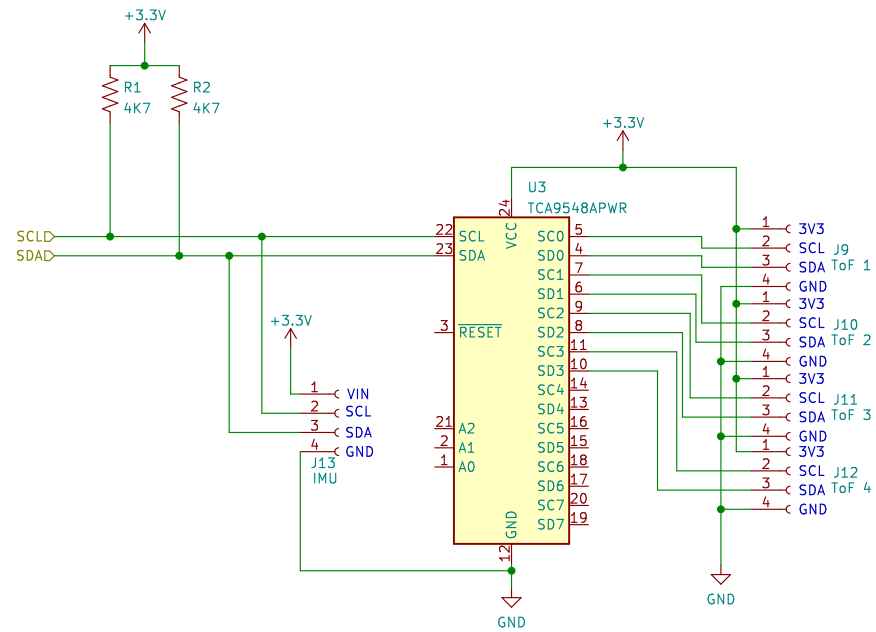 +3.3V
R1
4K7
R2
4K7
+3.3V
U3
TCA9548APWR
24
VCC
SCL
SDA
22 SCL
23 SDA
3 RESET
21 A2
2 A1
1 A0
SC0 5
SD0 4
SC1 7
SD1 6
SC2 9
SD2 8
SC3 11
SD3 10
SC4 14
SD4 13
SC5 16
SD5 15
SC6 18
SD6 17
SC7 20
SD7 19
GND
12
GND
+3.3V
1 VIN
2 SCL
3 SDA
4 GND
J13
IMU
1 3V3
2 SCL
3 SDA
4 GND
J9
ToF 1
1 3V3
2 SCL
3 SDA
4 GND
J10
ToF 2
1 3V3
2 SCL
3 SDA
4 GND
J11
ToF 3
1 3V3
2 SCL
3 SDA
4 GND
J12
ToF 4
GND